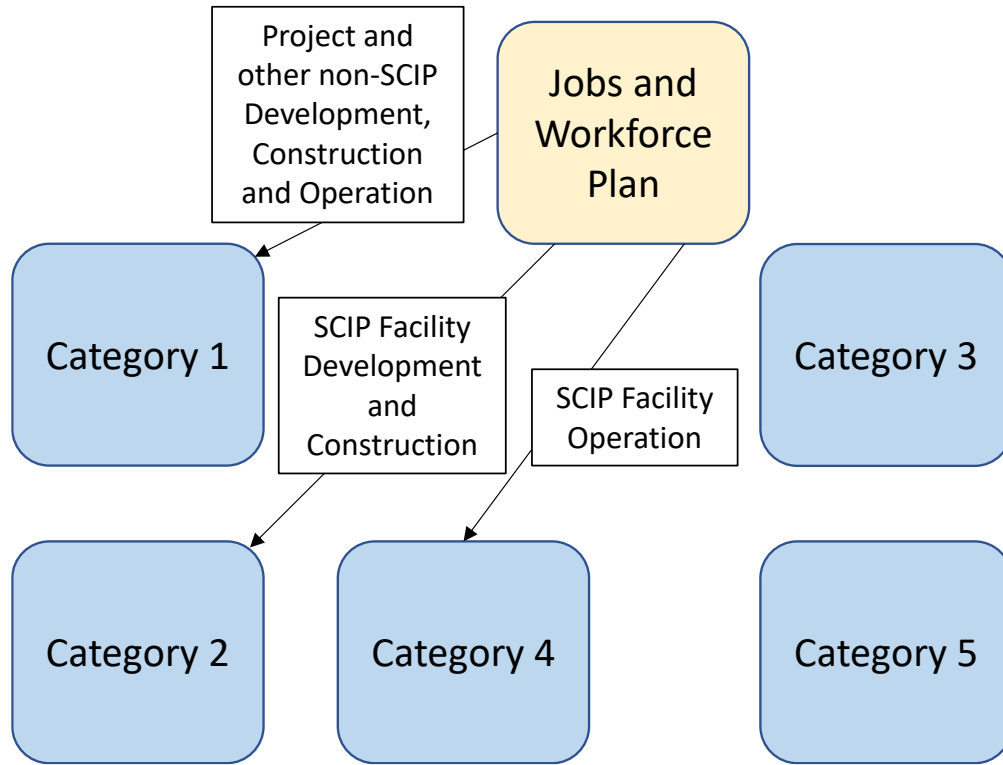 Project and
other non-SCIP
Development,
Construction
and Operation
Jobs and
Workforce
Plan
Category 1
SCIP Facility
Development
and
Construction
SCIP Facility
Operation
Category 3
Category 2
Category 4
Category 5